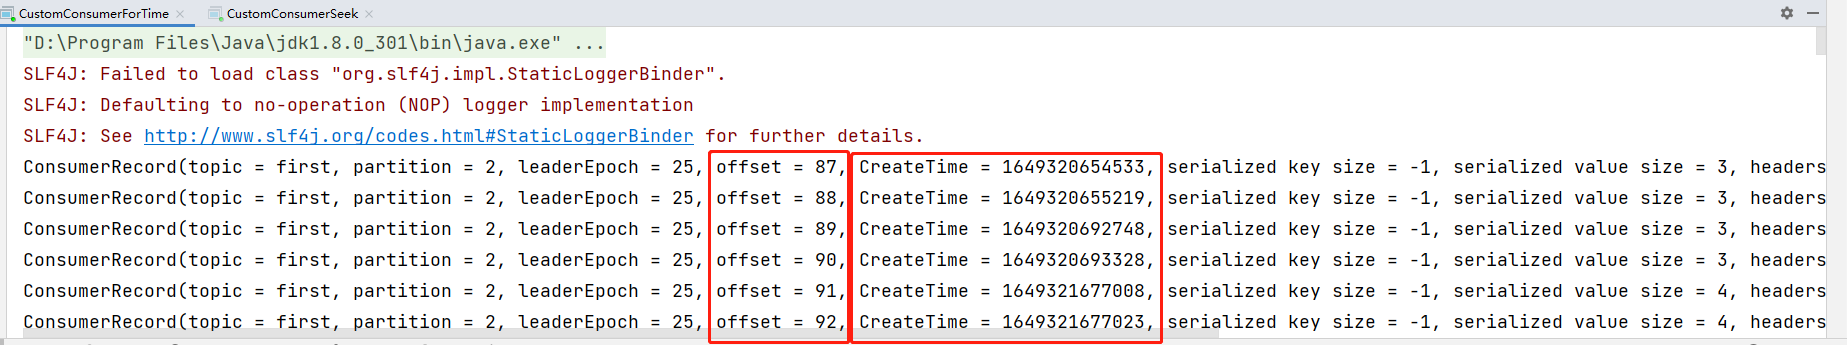 CustomConsumerForTime × CustomConsumerSeek ×
"D:\Program Files\Java\jdk1.8.0_301\bin\java.exe" ...
SLF4J: Failed to load class "org.slf4j.impl.StaticLoggerBinder".
SLF4J: Defaulting to no-operation (NOP) logger implementation
SLF4J: See http://www.slf4j.org/codes.html#StaticLoggerBinder for further details.
ConsumerRecord(topic = first, partition = 2, leaderEpoch = 25, offset = 87, CreateTime = 1649320654533, serialized key size = -1, serialized value size = 3, headers
ConsumerRecord(topic = first, partition = 2, leaderEpoch = 25, offset = 88, CreateTime = 1649320655219, serialized key size = -1, serialized value size = 3, headers
ConsumerRecord(topic = first, partition = 2, leaderEpoch = 25, offset = 89, CreateTime = 1649320692748, serialized key size = -1, serialized value size = 3, headers
ConsumerRecord(topic = first, partition = 2, leaderEpoch = 25, offset = 90, CreateTime = 1649320693328, serialized key size = -1, serialized value size = 3, headers
ConsumerRecord(topic = first, partition = 2, leaderEpoch = 25, offset = 91, CreateTime = 1649321677008, serialized key size = -1, serialized value size = 4, headers
ConsumerRecord(topic = first, partition = 2, leaderEpoch = 25, offset = 92, CreateTime = 1649321677023, serialized key size = -1, serialized value size = 4, headers